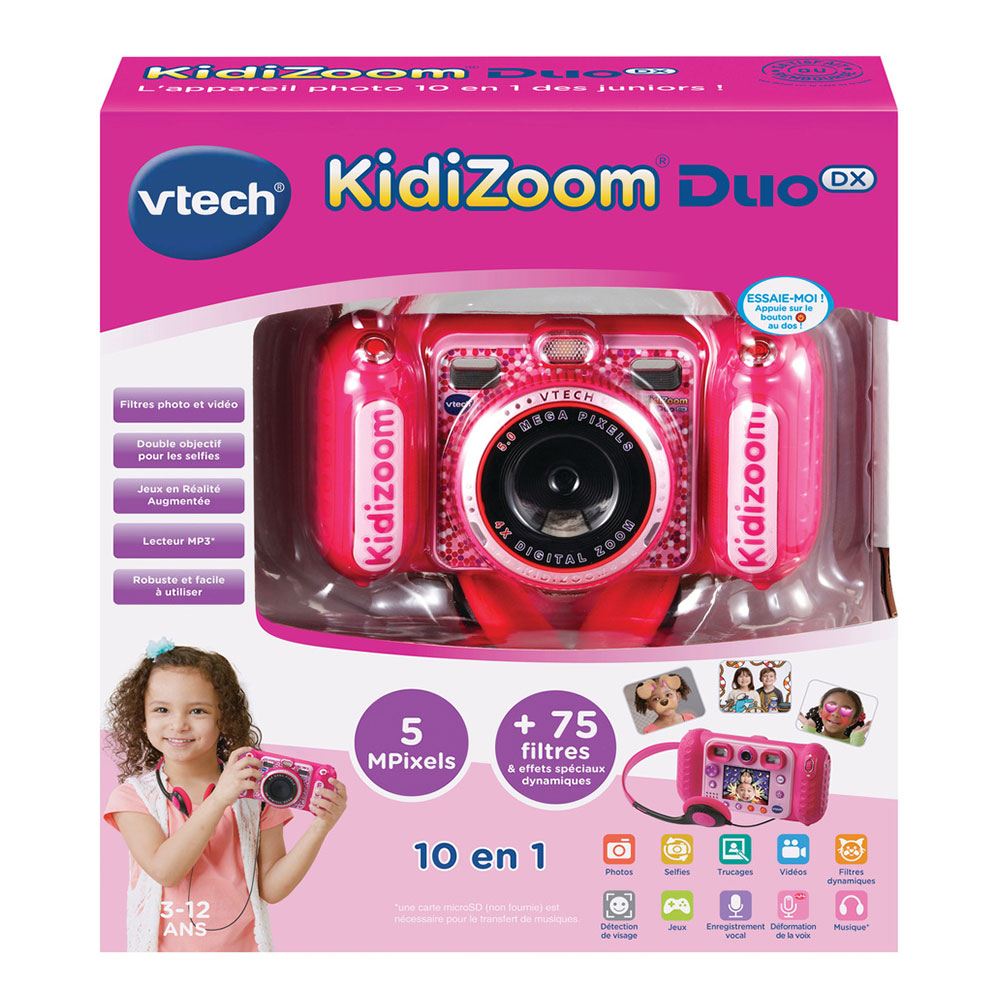 KidiZoom® Duo DX
L'appareil photo 10 en 1 des juniors !
vtech®
KidiZoom® Duo DX
ESSAIE-MOI !
Appuie sur le
bouton
au dos !
Filtres photo et vidéo
Double objectif
pour les selfies
Jeux en Réalité
Augmentée
Lecteur MP3*
Robuste et facile
à utiliser
vtech
VTECH
5.0 MEGA PIXELS
4X DIGITAL ZOOM
KIDIZOOM
Kidizoom
Kidizoom
5
MPixels
+ 75
filtres
& effets spéciaux
dynamiques
10 en 1
*une carte microSD (non fournie) est
nécessaire pour le transfert de musiques.
3-12
ANS
Photos
Selfies
Trucages
Vidéos
Filtres
dynamiques
Détection
de visage
Jeux
Enregistrement
vocal
Déformation
de la voix
Musique*